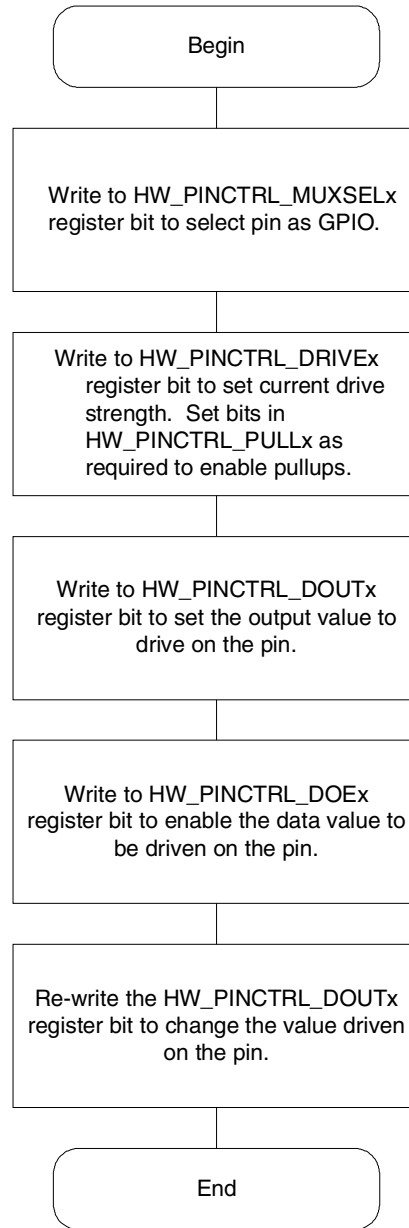 Begin
Write to HW_PINCTRL_MUXSELx
register bit to select pin as GPIO.
Write to HW_PINCTRL_DRIVEx
register bit to set current drive
strength.  Set bits in
HW_PINCTRL_PULLx as
required to enable pullups.
Write to HW_PINCTRL_DOUTx
register bit to set the output value to
drive on the pin.
Write to HW_PINCTRL_DOEx
register bit to enable the data value to
be driven on the pin.
Re-write the HW_PINCTRL_DOUTx
register bit to change the value driven
on the pin.
End